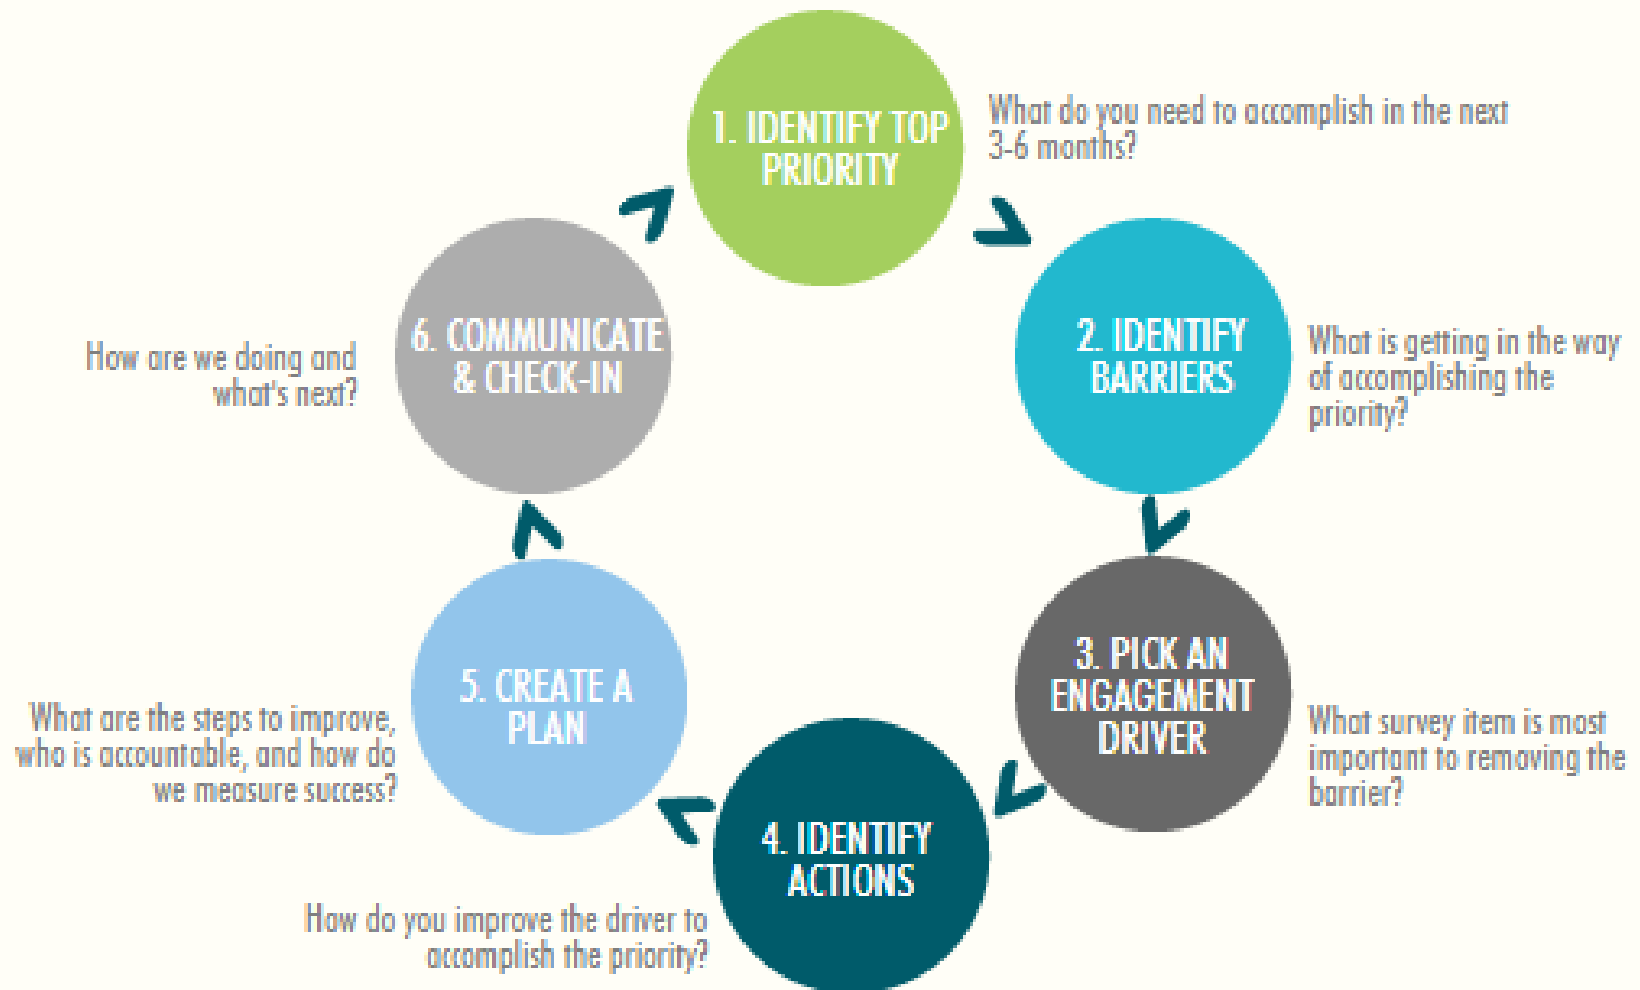 1. IDENTIFY TOP
PRIORITY
What do you need to accomplish in the next
3-6 months?
2. IDENTIFY
BARRIERS
What is getting in the way
of accomplishing the
priority?
3. PICK AN
ENGAGEMENT
DRIVER
What survey item is most
important to removing the
barrier?
4. IDENTIFY
ACTIONS
How do you improve the driver to
accomplish the priority?
5. CREATE A
PLAN
What are the steps to improve,
who is accountable, and how do
we measure success?
6. COMMUNICATE
& CHECK-IN
How are we doing and
what's next?